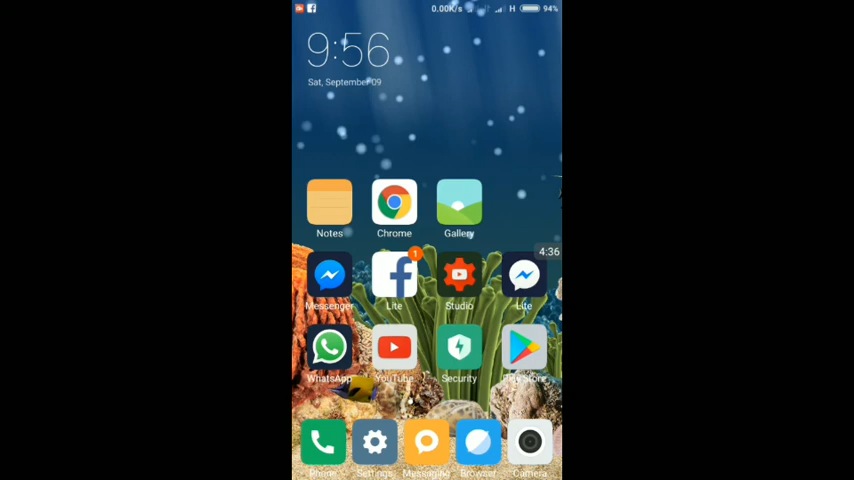 0.00K/s H 94%
9:56
Sat, September 09
Notes Chrome Gallery
4:36
1
Messenger Lite Studio Lite
WhatsApp YouTube Security Play Store
Phone Settings Messaging Browser Camera